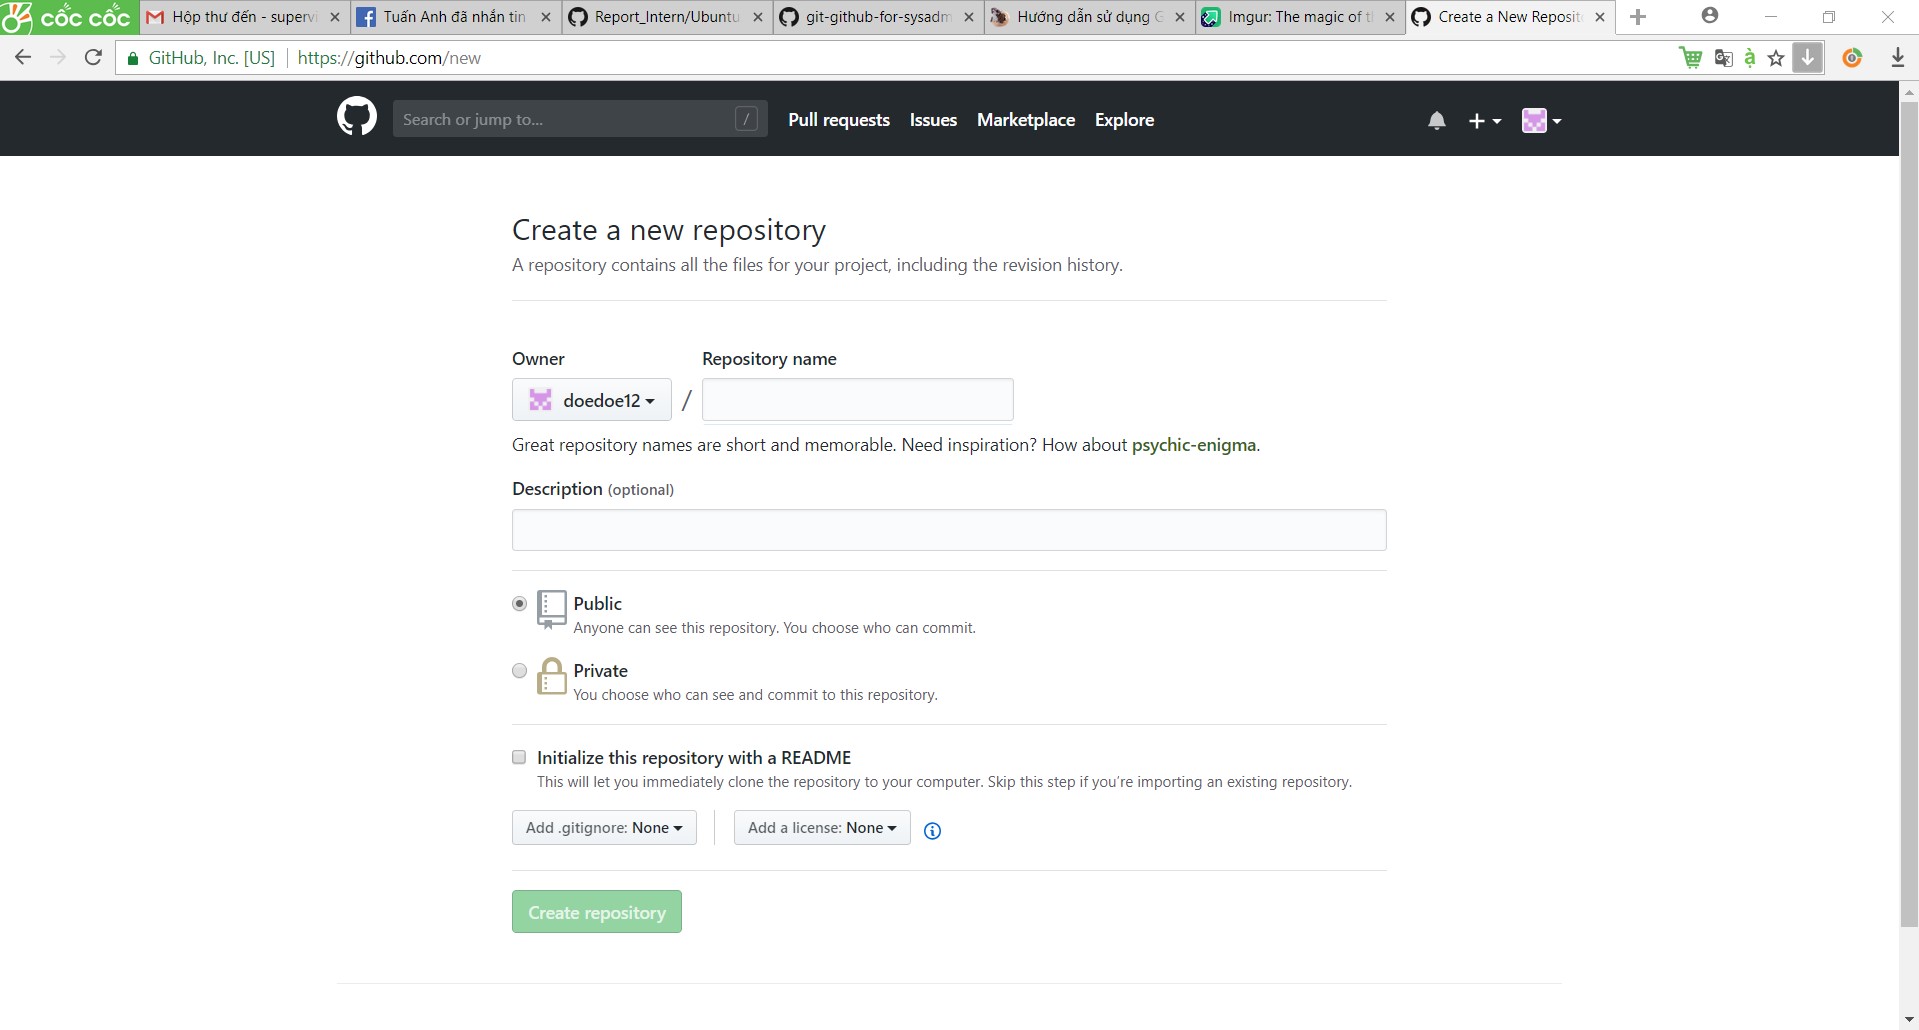 cốc cốc
Hộp thư đến - supervi
Tuấn Anh đã nhắn tin
Report_Intern/Ubuntu
git-github-for-sysadm
Hướng dẫn sử dụng G
Imgur: The magic of t
Create a New Reposit
GitHub, Inc. [US] https://github.com/new
Search or jump to... /
Pull requests Issues Marketplace Explore
Create a new repository
A repository contains all the files for your project, including the revision history.
Owner Repository name
doedoe12 /
Great repository names are short and memorable. Need inspiration? How about psychic-enigma.
Description (optional)
Public
Anyone can see this repository. You choose who can commit.
Private
You choose who can see and commit to this repository.
Initialize this repository with a README
This will let you immediately clone the repository to your computer. Skip this step if you’re importing an existing repository.
Add .gitignore: None Add a license: None
Create repository